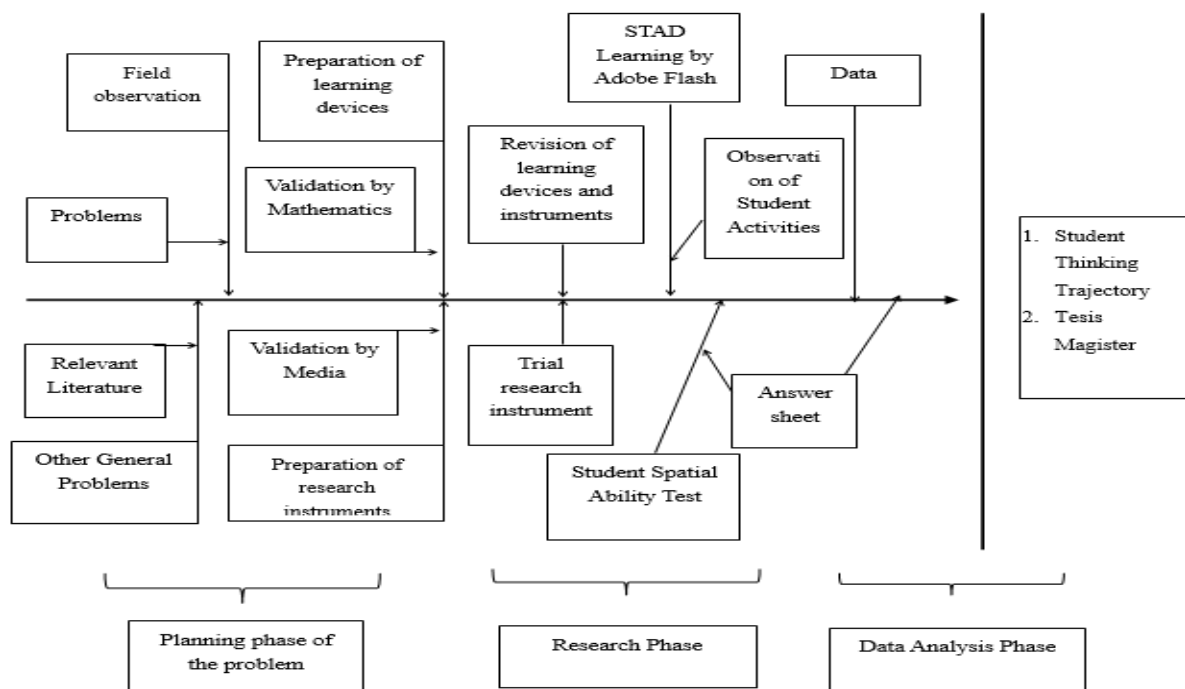 Field
observation
Preparation of
learning
devices
STAD
Learning by
Adobe Flash
Data
Problems
Validation by
Mathematics
Revision of
learning
devices and
instruments
Observati
on of
Student
Activities
1. Student
Thinking
Trajectory
2. Tesis
Magister
Relevant
Literature
Validation by
Media
Trial
research
instrument
Answer
sheet
Other General
Problems
Preparation of
research
instruments
Student Spatial
Ability Test
Planning phase of
the problem
Research Phase
Data Analysis Phase